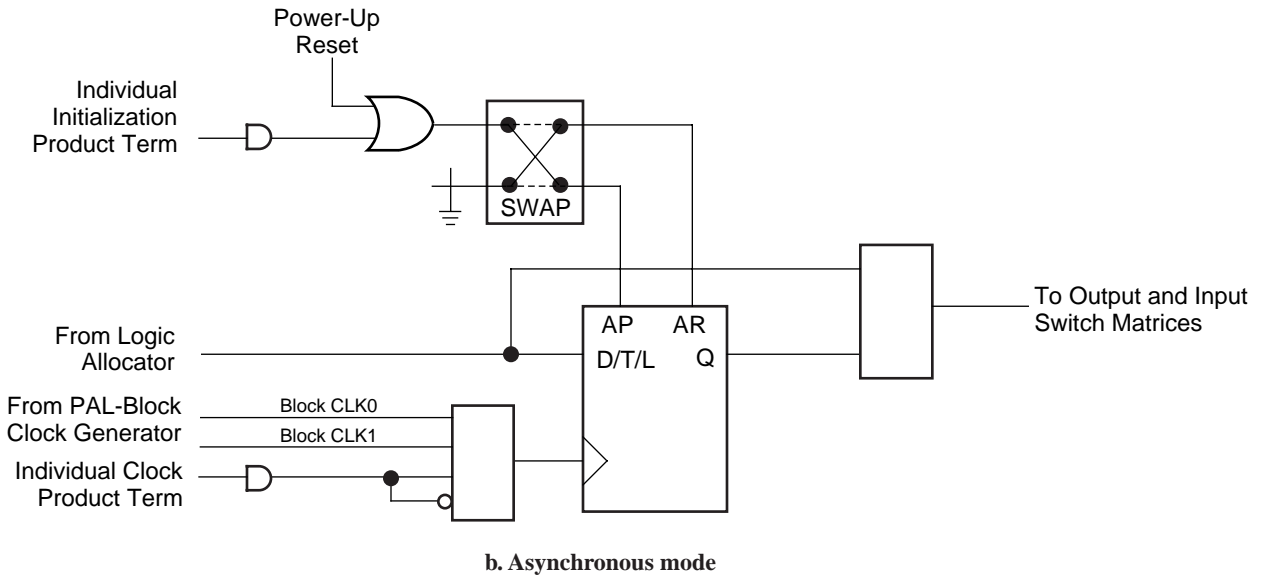 Power-Up
Reset
Individual
Initialization
Product Term
SWAP
To Output and Input
Switch Matrices
AP AR
From Logic
Allocator
D/T/L Q
From PAL-Block
Clock Generator
Block CLK0
Block CLK1
Individual Clock
Product Term
b. Asynchronous mode